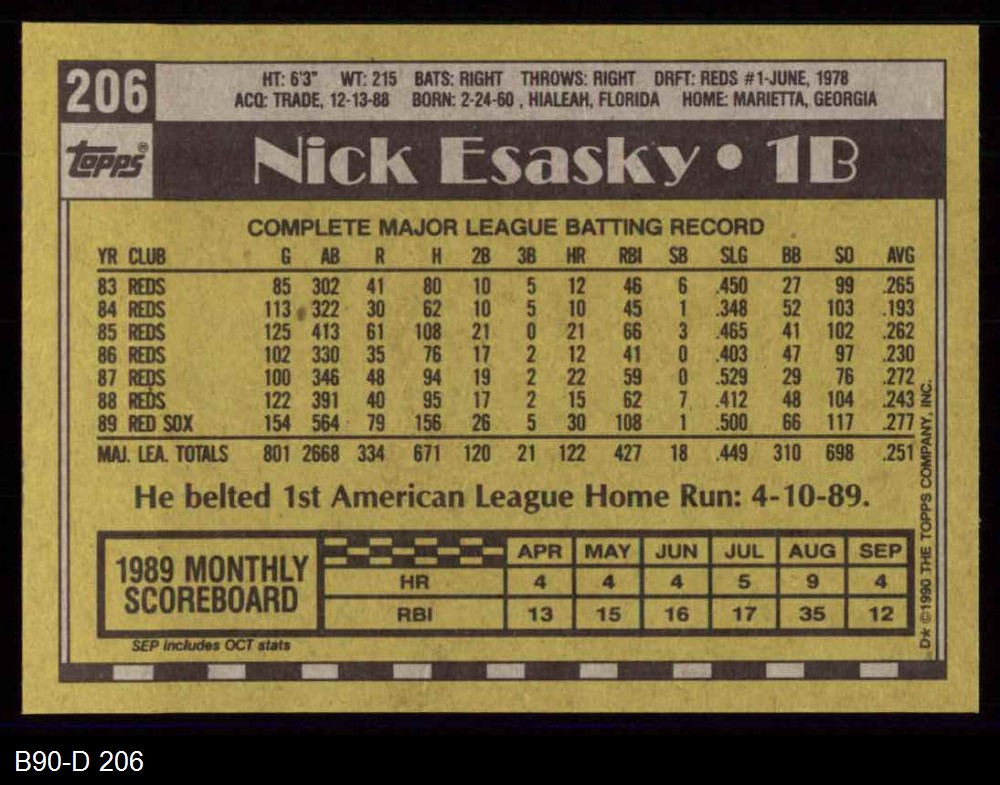 206
HT: 6'3" WT: 215 BATS: RIGHT THROWS: RIGHT DRFT: REDS #1-JUNE, 1978
ACQ: TRADE, 12-13-88 BORN: 2-24-60 , HIALEAH, FLORIDA HOME: MARIETTA, GEORGIA
Topps®
Nick Esasky • 1B
COMPLETE MAJOR LEAGUE BATTING RECORD
YR CLUB G AB R H 2B 3B HR RBI SB SLG BB SO AVG
83 REDS 85 302 41 80 10 5 12 46 6 .450 27 99 .265
84 REDS 113 322 30 62 10 5 10 45 1 .348 52 103 .193
85 REDS 125 413 61 108 21 0 21 66 3 .465 41 102 .262
86 REDS 102 330 35 76 17 2 12 41 0 .403 47 97 .230
87 REDS 100 346 48 94 19 2 22 59 0 .529 29 76 .272
88 REDS 122 391 40 95 17 2 15 62 7 .412 48 104 .243
89 RED SOX 154 564 79 156 26 5 30 108 1 .500 66 117 .277
MAJ. LEA. TOTALS 801 2668 334 671 120 21 122 427 18 .449 310 698 .251
He belted 1st American League Home Run: 4-10-89.
1989 MONTHLY
SCOREBOARD
APR MAY JUN JUL AUG SEP
HR 4 4 4 5 9 4
RBI 13 15 16 17 35 12
SEP includes OCT stats
D* ©1990 THE TOPPS COMPANY, INC.
B90-D 206